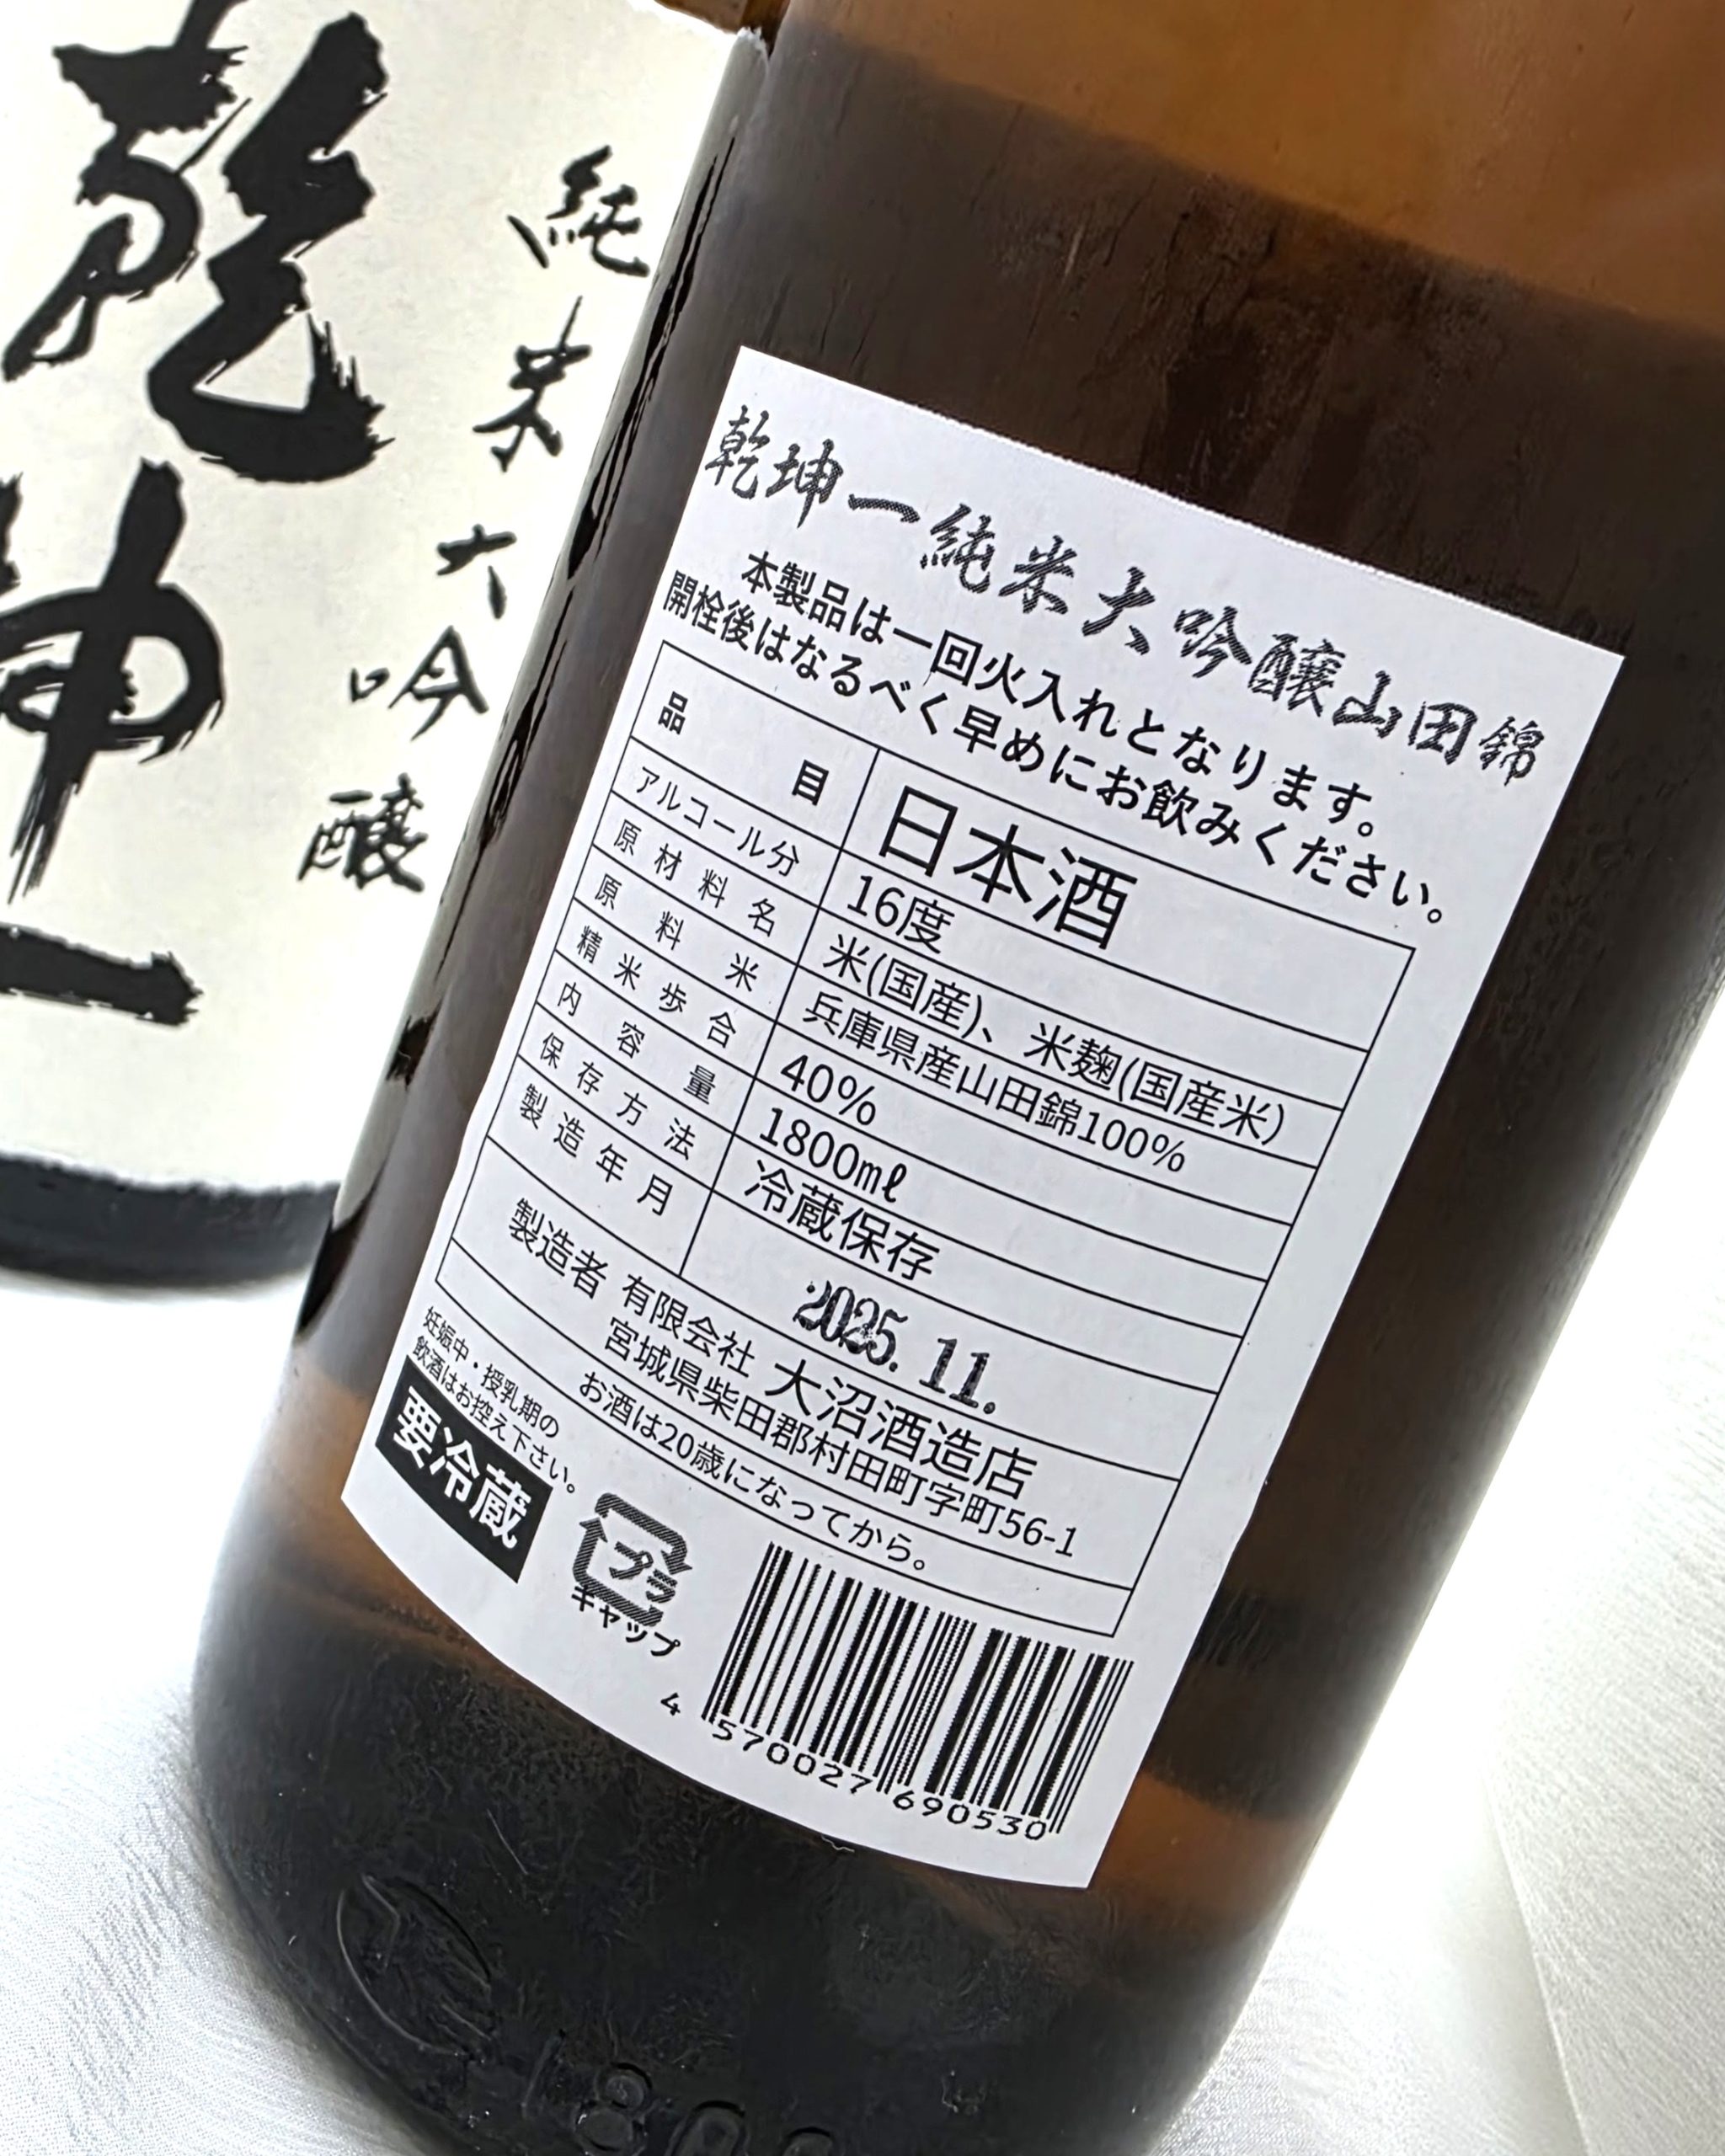 乾坤一
純米大吟醸
乾坤一純米大吟醸山田錦
本製品は一回火入れとなります。
開栓後はなるべく早めにお飲みください。
品目 日本酒
アルコール分 16度
原材料名 米(国産)、米麹(国産米)
原料米 兵庫県産山田錦100%
精米歩合 40%
内容量 1800mℓ
保存方法 冷蔵保存
製造年月 2025.11.
製造者 有限会社 大沼酒造店
宮城県柴田郡村田町字町56-1
お酒は20歳になってから。
妊娠中・授乳期の
飲酒はお控え下さい。
要冷蔵
プラ
キャップ
4 570027 690530
1800